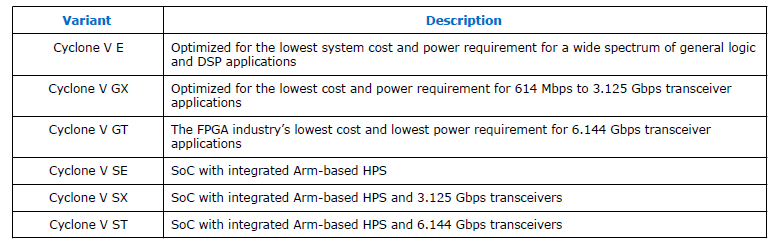 Variant Description
Cyclone V E Optimized for the lowest system cost and power requirement for a wide spectrum of general logic
and DSP applications
Cyclone V GX Optimized for the lowest cost and power requirement for 614 Mbps to 3.125 Gbps transceiver
applications
Cyclone V GT The FPGA industry’s lowest cost and lowest power requirement for 6.144 Gbps transceiver
applications
Cyclone V SE SoC with integrated Arm-based HPS
Cyclone V SX SoC with integrated Arm-based HPS and 3.125 Gbps transceivers
Cyclone V ST SoC with integrated Arm-based HPS and 6.144 Gbps transceivers